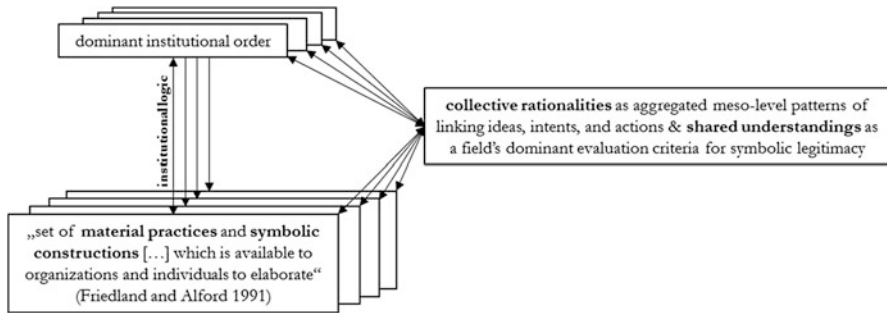 dominant institutional order
institutional logic
collective rationalities as aggregated meso-level patterns of
linking ideas, intents, and actions & shared understandings as
a field's dominant evaluation criteria for symbolic legitimacy
„set of material practices and symbolic
constructions [...] which is available to
organizations and individuals to elaborate“
(Friedland and Alford 1991)